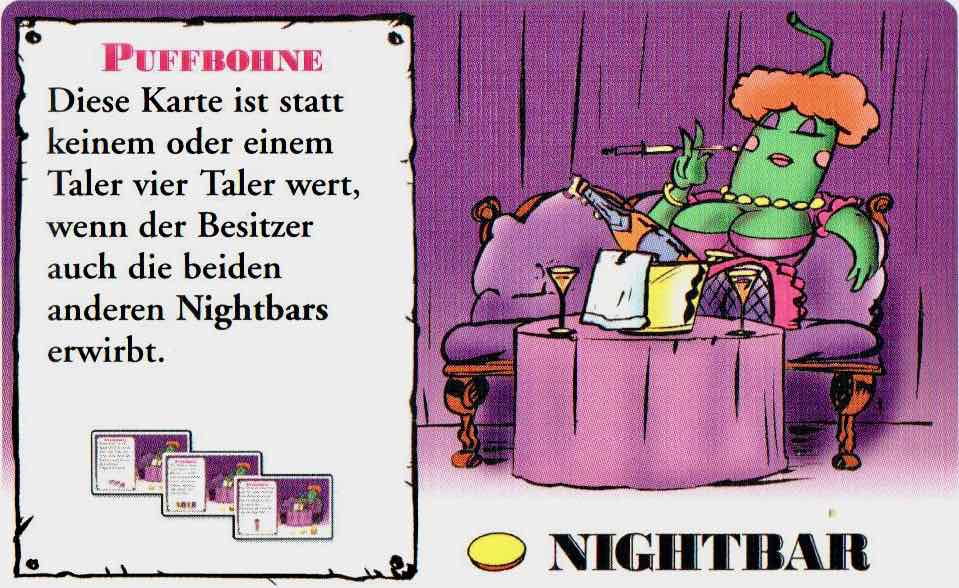 PUFFBOHNE
Diese Karte ist statt
keinem oder einem
Taler vier Taler wert,
wenn der Besitzer
auch die beiden
anderen Nightbars
erwirbt.
NIGHTBAR